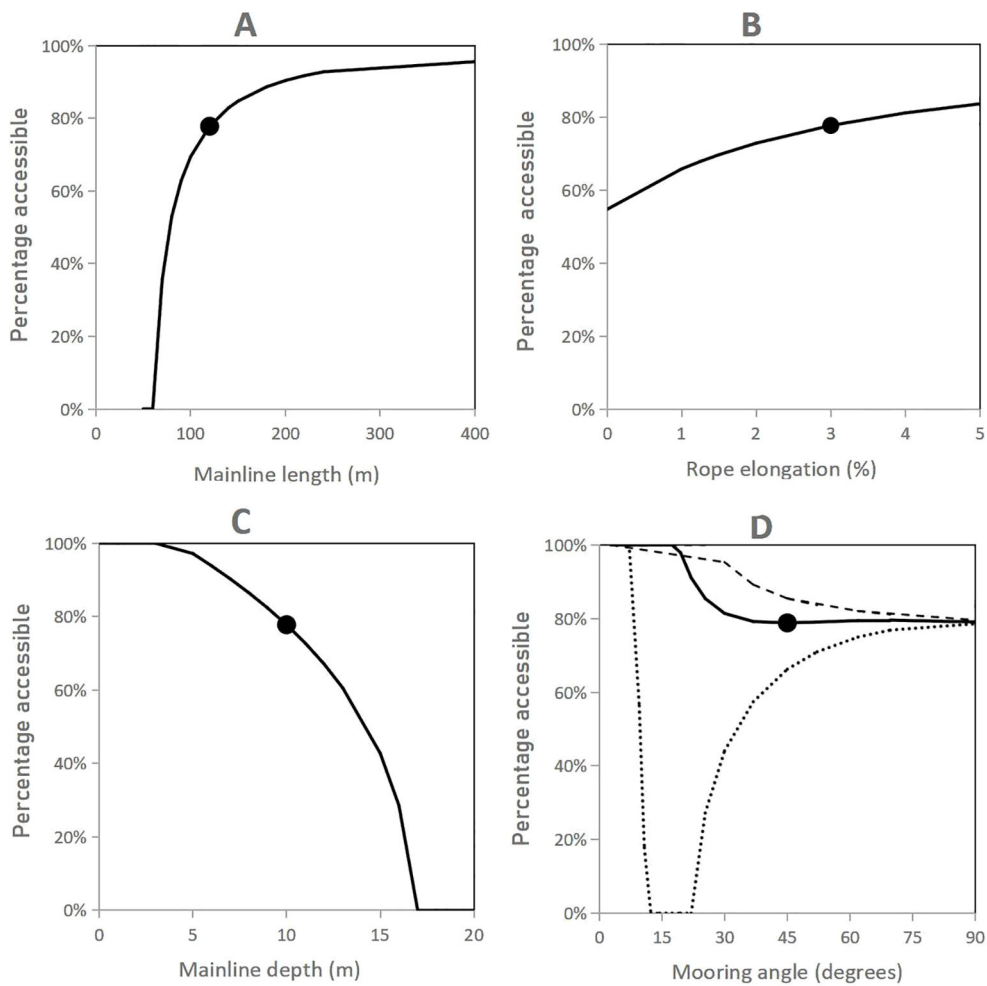 A
100%
80%
60%
40%
20%
0%
Percentage accessible
0 100 200 300 400
Mainline length (m)
B
100%
80%
60%
40%
20%
0%
Percentage accessible
0 1 2 3 4 5
Rope elongation (%)
C
100%
80%
60%
40%
20%
0%
Percentage accessible
0 5 10 15 20
Mainline depth (m)
D
100%
80%
60%
40%
20%
0%
Percentage accessible
0 15 30 45 60 75 90
Mooring angle (degrees)